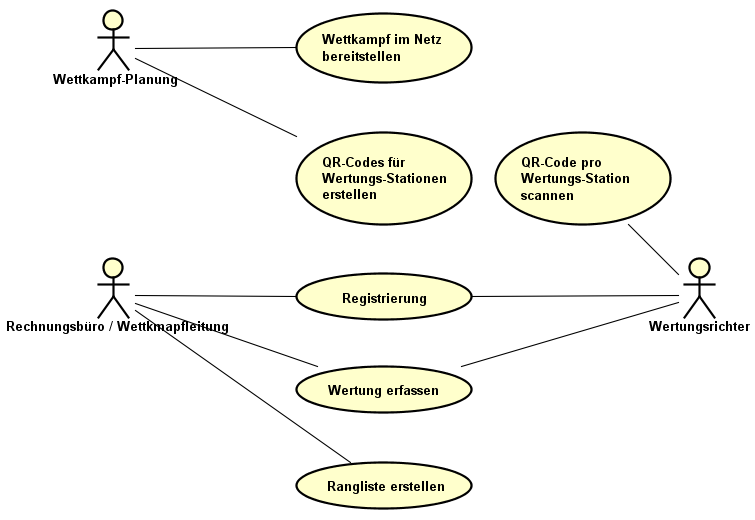 Wettkampf im Netz
bereitstellen
Wettkampf-Planung
QR-Codes für
Wertungs-Stationen
erstellen
QR-Code pro
Wertungs-Station
scannen
Registrierung
Rechnungsbüro / Wettkmapfleitung
Wertungsrichter
Wertung erfassen
Rangliste erstellen